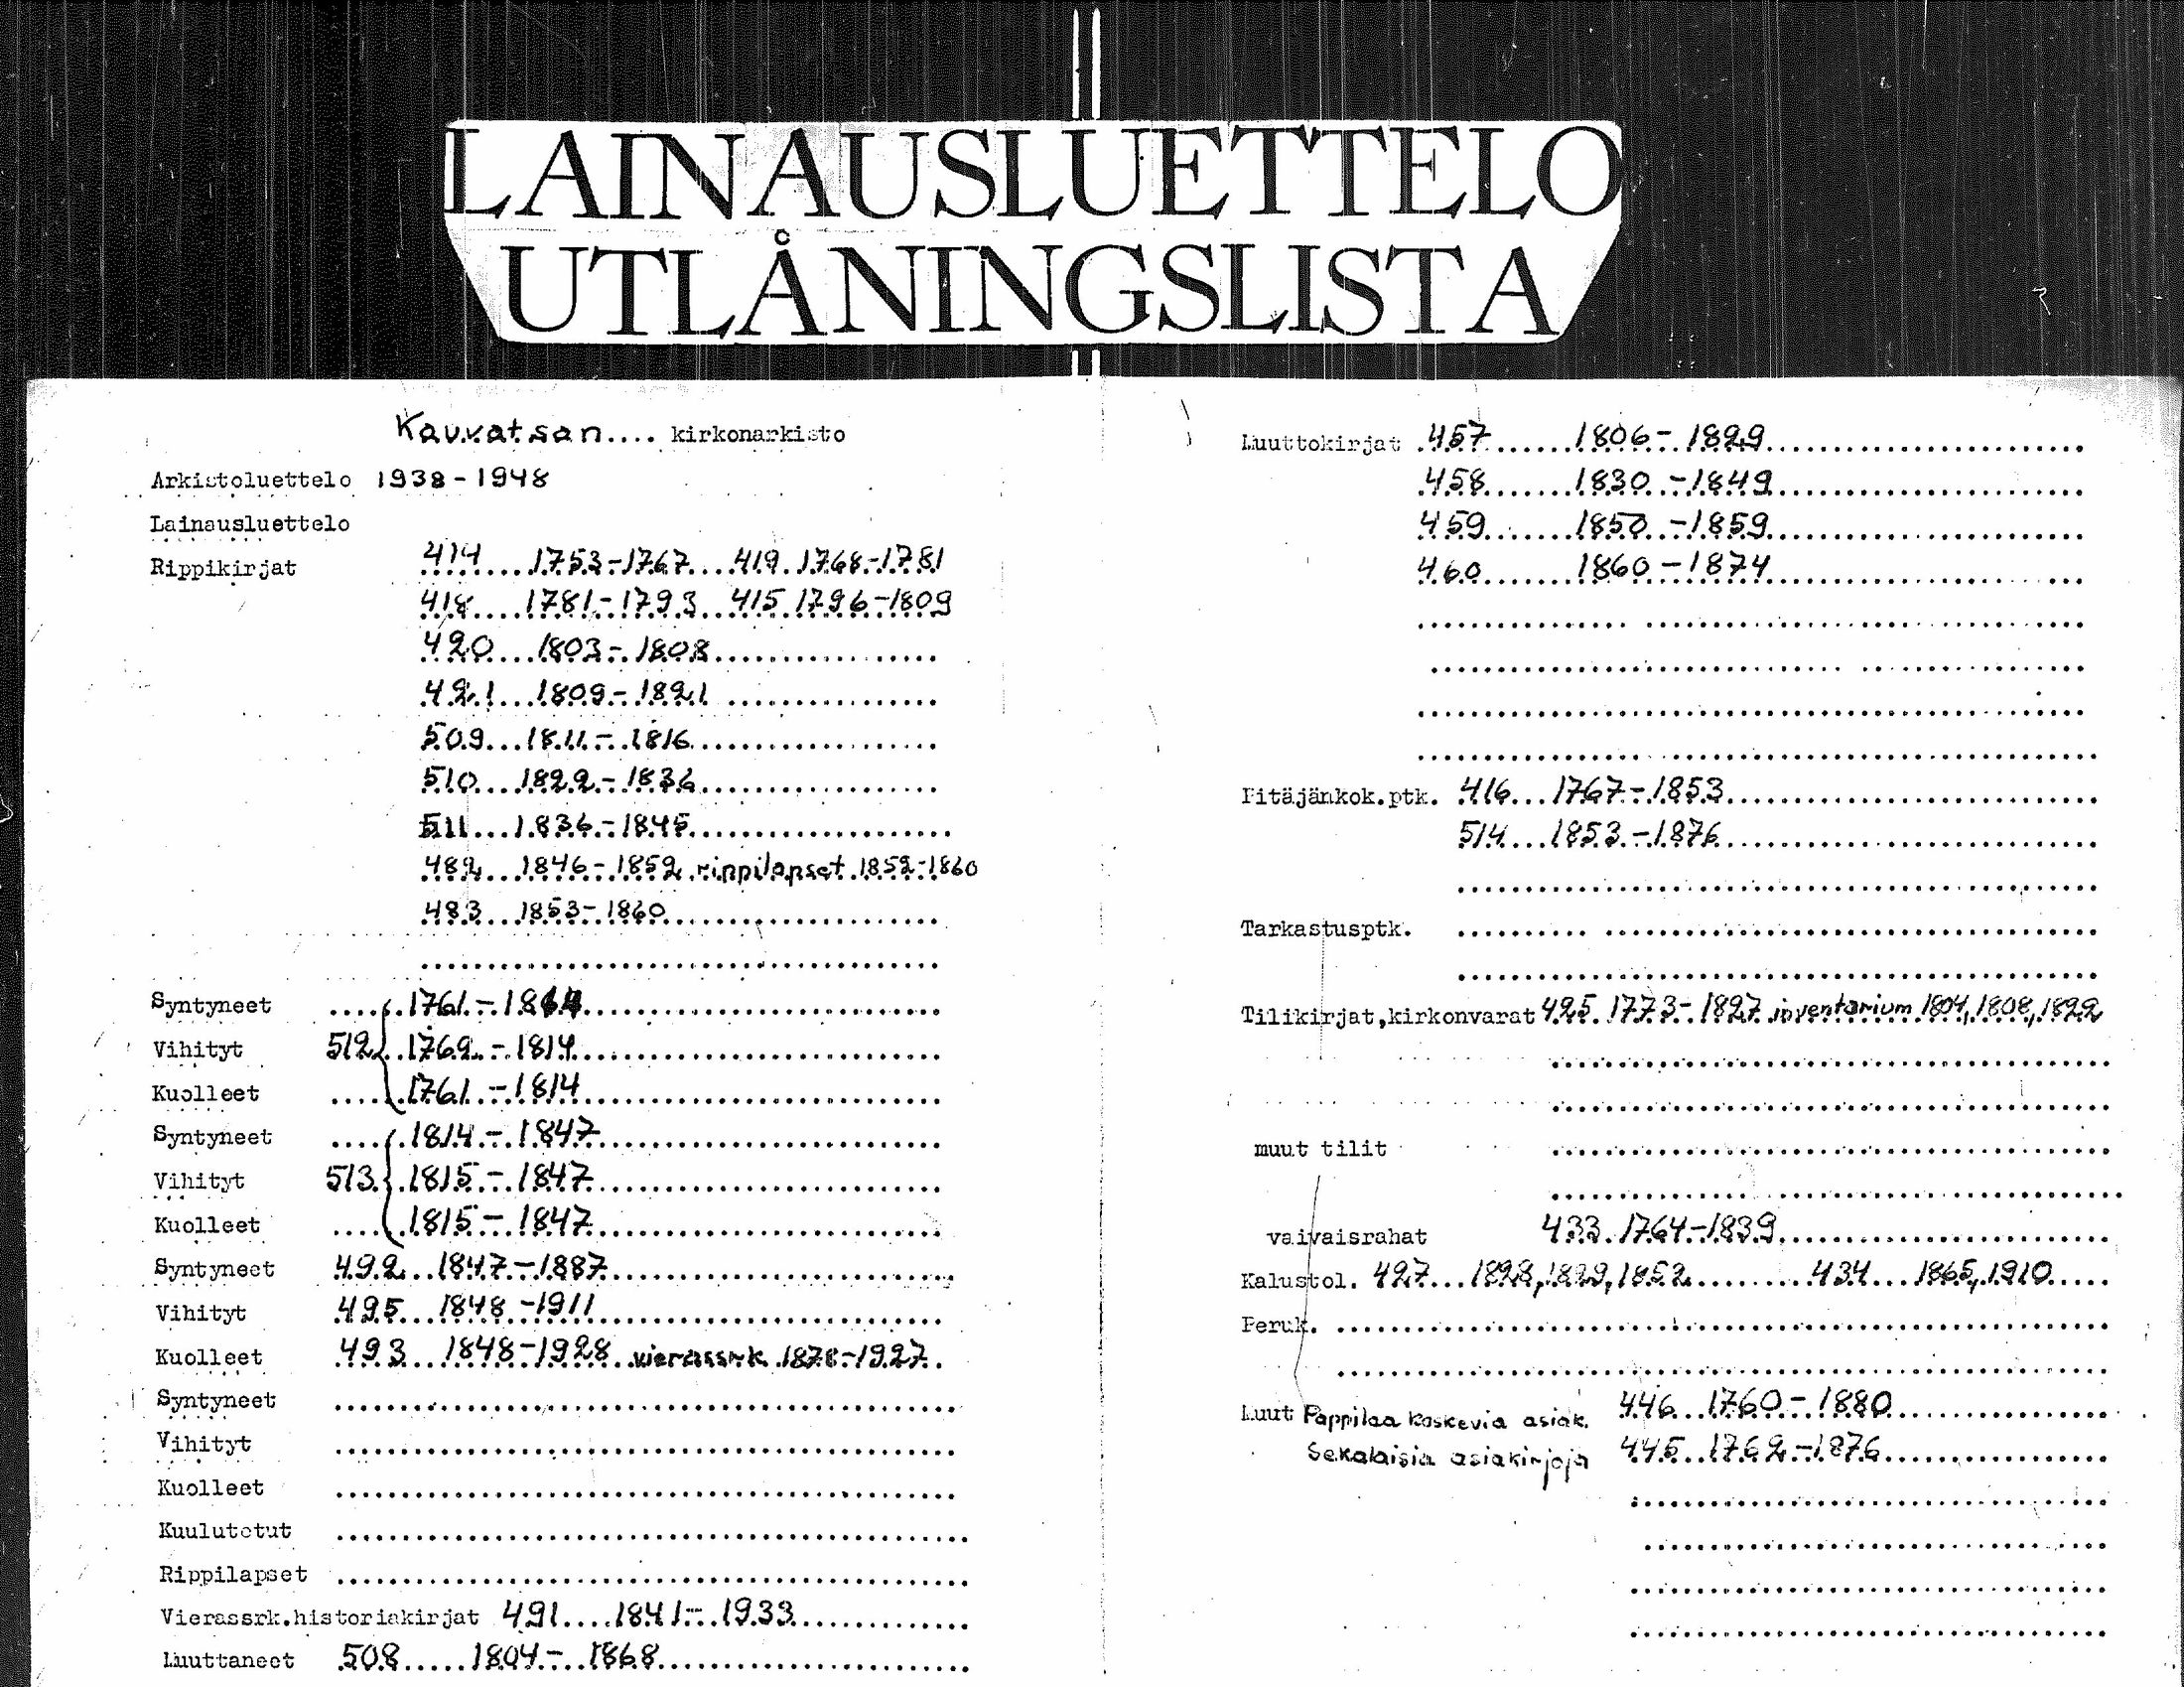 LAINAUSLUETTELO
UTLÅNINGSLISTA
Kauvatsan.... kirkonarkisto
Arkistoluettelo 1938-1948
Lainausluettelo
Rippikirjat 414 1753-1767 419 1768-1781
418 1781-1793 415 1796-1809
420 1803-1808
421 1809-1821
509 1811-1816
510 1822-1836
511 1836-1845
482 1846-1852 rippilapset 1852-1860
483 1853-1860
Syntyneet 1761-
Vihityt 512 1762-1814
Kuolleet 1761-1814
Syntyneet 1814-1847
Vihityt 513 1815-1847
Kuolleet 1815-1847
Syntyneet 492 1847-1887
Vihityt 495 1848-1911
Kuolleet 493 1848-1928 vierassrk 1878-1927
Syntyneet
Vihityt
Kuolleet
Kuulutetut
Rippilapset
Vierassrk.historiakirjat 491 1841-1933
Muuttaneet 508 1804-1868
Muuttokirjat 457 1806-1829
458 1830-1849
459 1850-1859
460 1860-1874
Pitäjänkok.ptk. 416 1767-1853
514 1853-1876
Tarkastusptk.
Tilikirjat,kirkonvarat 425 1773-1827 inventarium 1804,1808,1822
muut tilit
vaivaisrahat 433 1764-1839
Kalustol. 427 1828,1829,1852 434 1865,1910
Peruk.
Muut Pappilaa koskevia asiak. 446 1760-1880
Sekalaisia asiakirjoja 445 1762-1876